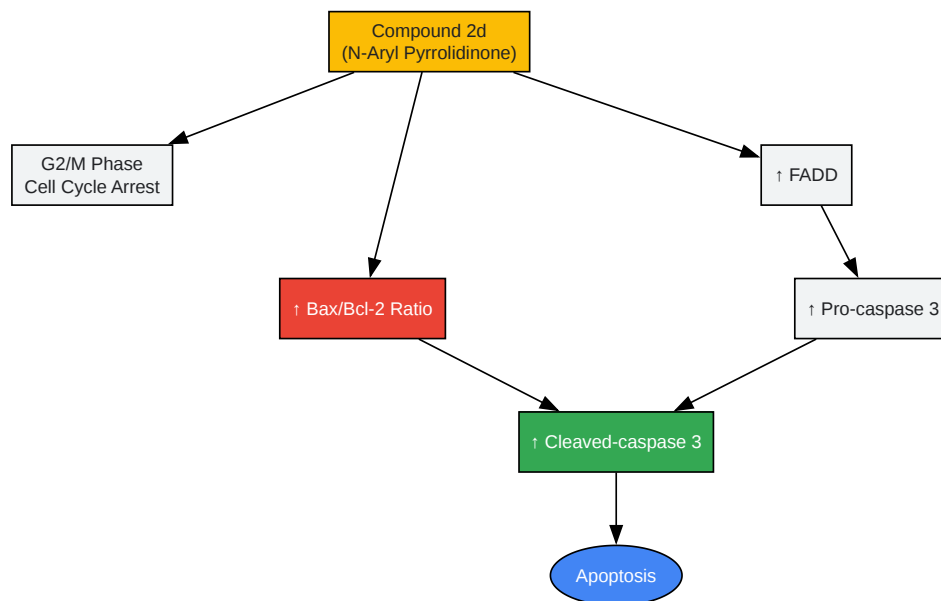 Compound 2d
(N-Aryl Pyrrolidinone)
G2/M Phase
Cell Cycle Arrest
↑ FADD
↑ Bax/Bcl-2 Ratio
↑ Pro-caspase 3
↑ Cleaved-caspase 3
Apoptosis